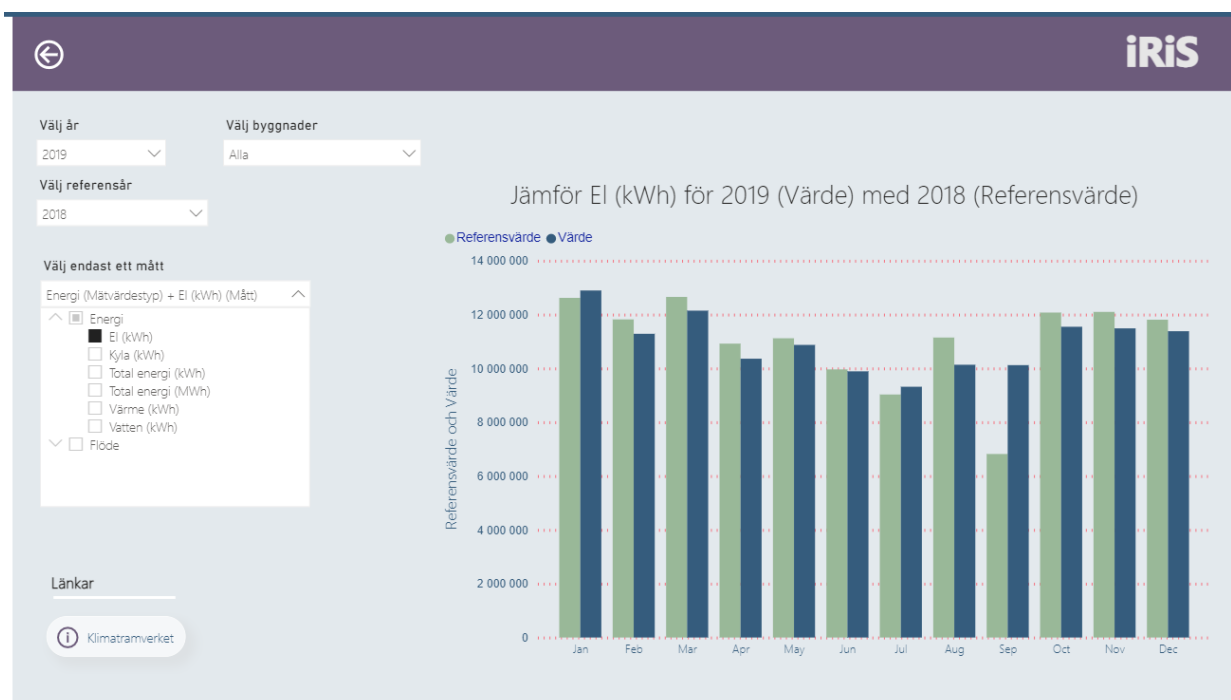 iRiS
Välj år
Välj byggnader
2019
Alla
Välj referensår
2018
Välj endast ett mått
Energi (Mätvärdestyp) + El (kWh) (Mått)
Energi
El (kWh)
Kyla (kWh)
Total energi (kWh)
Total energi (MWh)
Värme (kWh)
Vatten (kWh)
Flöde
Länkar
Klimatramverket
Jämför El (kWh) för 2019 (Värde) med 2018 (Referensvärde)
Referensvärde Värde
Referensvärde och Värde
14 000 000
12 000 000
10 000 000
8 000 000
6 000 000
4 000 000
2 000 000
0
Jan Feb Mar Apr May Jun Jul Aug Sep Oct Nov Dec